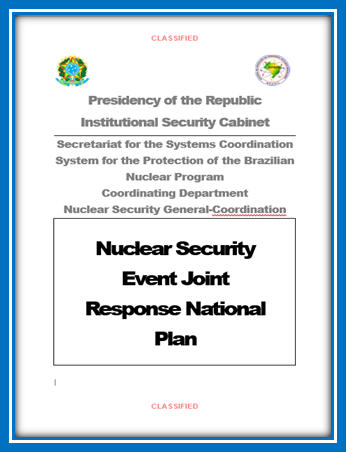 CLASSIFIED
Presidency of the Republic
Institutional Security Cabinet
Secretariat for the Systems Coordination
System for the Protection of the Brazilian
Nuclear Program
Coordinating Department
Nuclear Security General-Coordination
Nuclear Security
Event Joint
Response National
Plan
CLASSIFIED